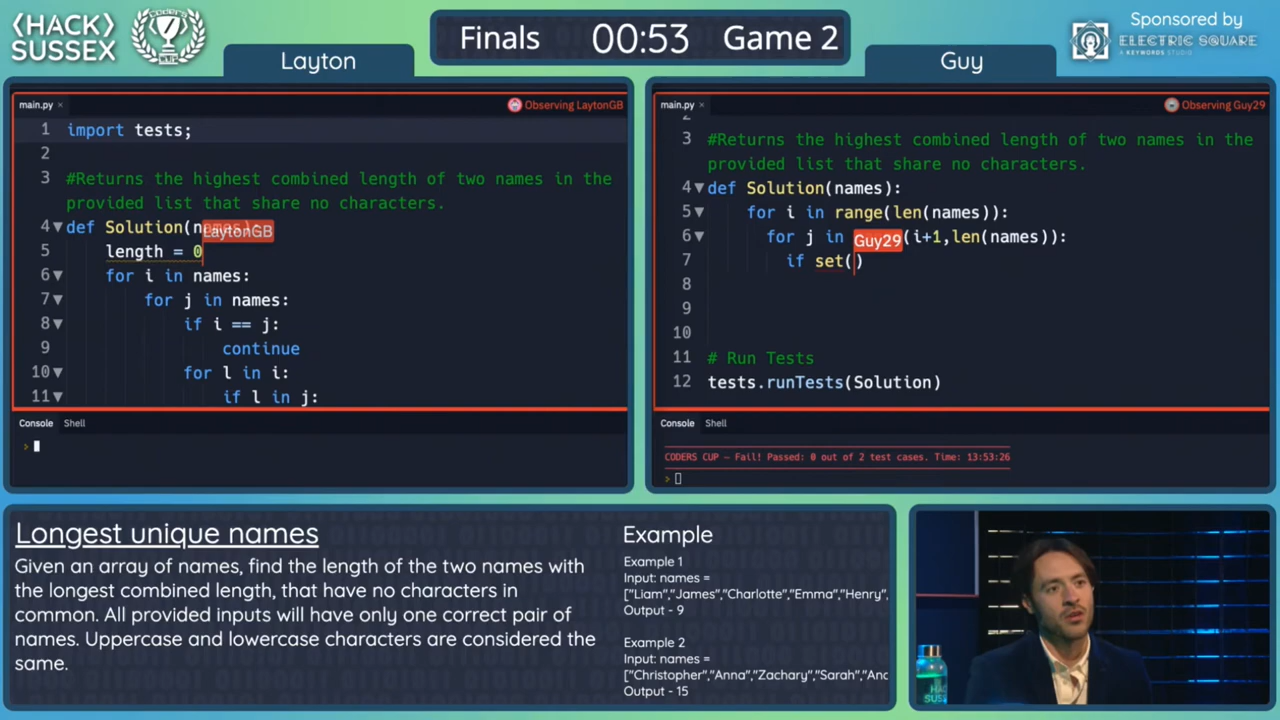 {HACK
SUSSEX
Coders
CUP
Finals 00:53 Game 2
Sponsored by
ELECTRIC SQUARE
A KEYWORDS STUDIO
Layton
Guy
main.py ×
Observing LaytonGB
1 import tests;
2
3 #Returns the highest combined length of two names in the
provided list that share no characters.
4 def Solution(
LaytonGB
5 length = 0
6 for i in names:
7 for j in names:
8 if i == j:
9 continue
10 for l in i:
11 if l in j:
Console Shell
>
main.py ×
Observing Guy29
2
3 #Returns the highest combined length of two names in the
provided list that share no characters.
4 def Solution(names):
5 for i in range(len(names)):
6 for j in Guy29 (i+1,len(names)):
7 if set()
8
9
10
11 # Run Tests
12 tests.runTests(Solution)
Console Shell
CODERS CUP – Fail! Passed: 0 out of 2 test cases. Time: 13:53:26
>
Longest unique names
Given an array of names, find the length of the two names with
the longest combined length, that have no characters in
common. All provided inputs will have only one correct pair of
names. Uppercase and lowercase characters are considered the
same.
Example
Example 1
Input: names =
["Liam","James","Charlotte","Emma","Henry",
Output - 9
Example 2
Input: names =
["Christopher","Anna","Zachary","Sarah",
Output - 15
HACK